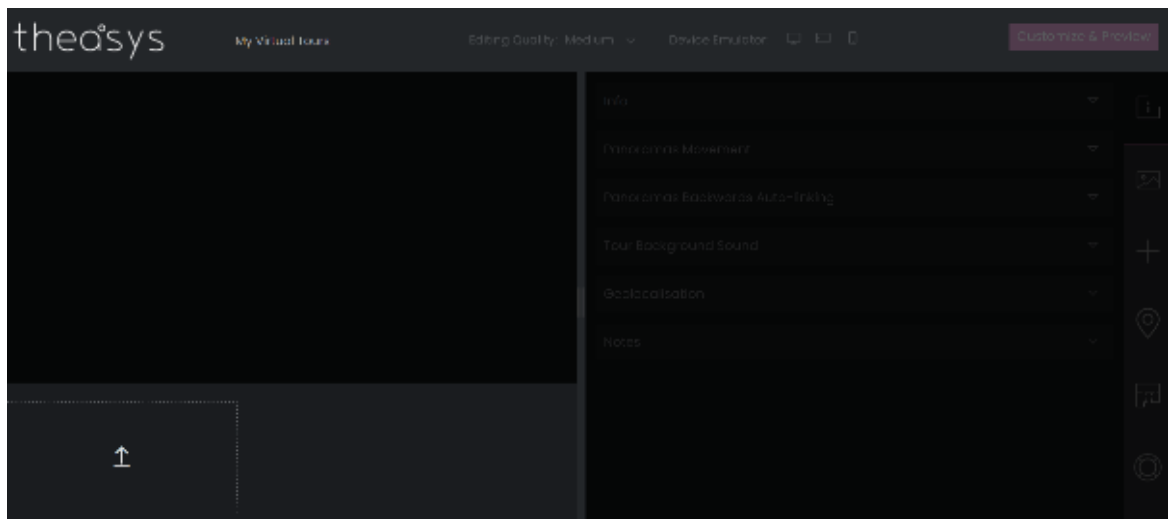 theasys
My Virtual Tours
Editing Quality: Medium
Device Emulator
Customize & Preview
Info
Panoramas Movement
Panoramas Backwards Auto-linking
Tour Background Sound
Geolocalisation
Notes